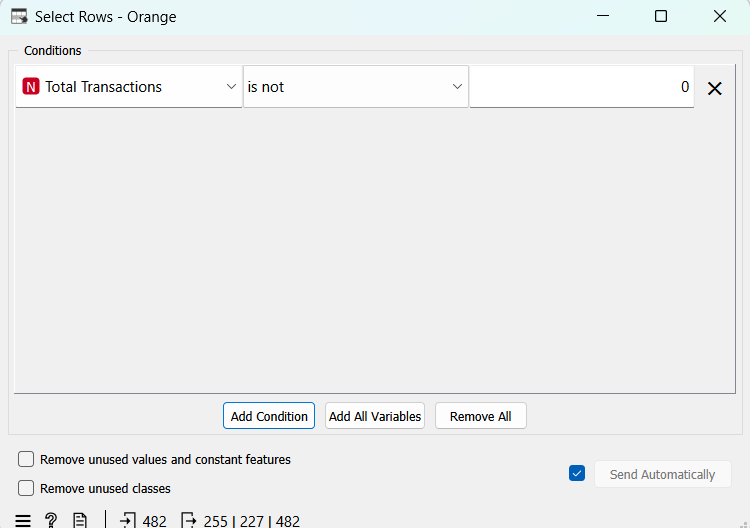 Select Rows - Orange
Conditions
N Total Transactions is not 0
Add Condition Add All Variables Remove All
Remove unused values and constant features
Send Automatically
Remove unused classes
? 482 255 | 227 | 482